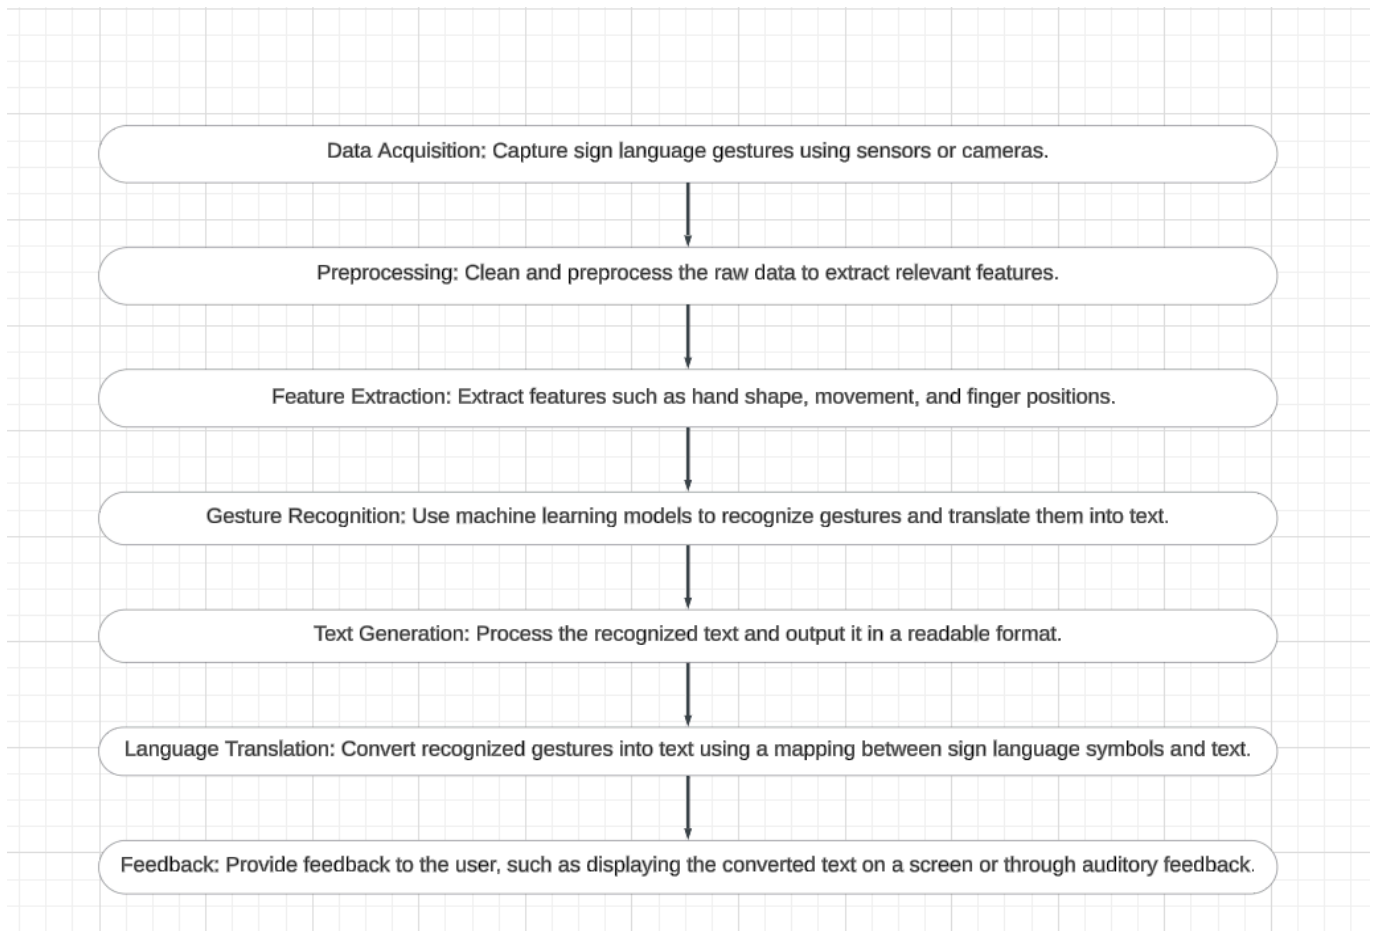 Data Acquisition: Capture sign language gestures using sensors or cameras.
Preprocessing: Clean and preprocess the raw data to extract relevant features.
Feature Extraction: Extract features such as hand shape, movement, and finger positions.
Gesture Recognition: Use machine learning models to recognize gestures and translate them into text.
Text Generation: Process the recognized text and output it in a readable format.
Language Translation: Convert recognized gestures into text using a mapping between sign language symbols and text.
Feedback: Provide feedback to the user, such as displaying the converted text on a screen or through auditory feedback.